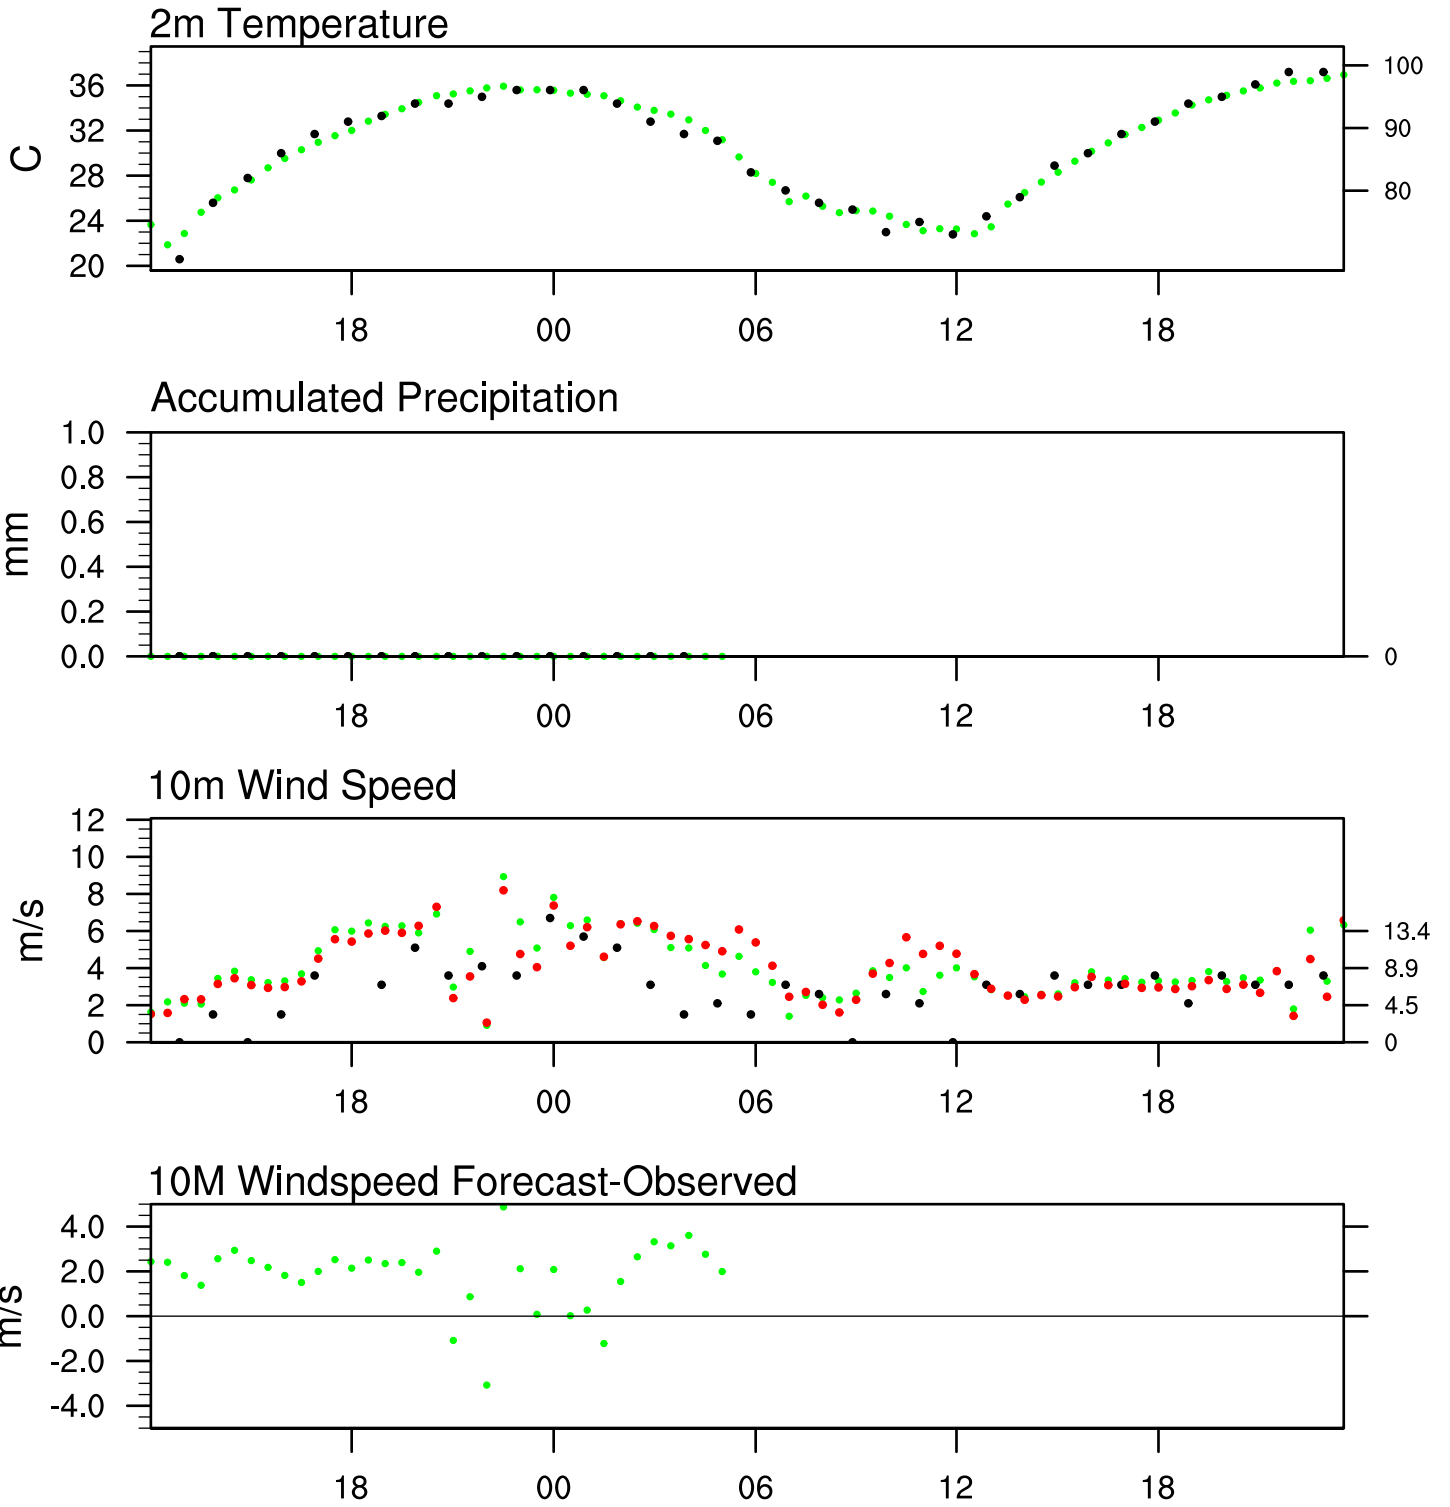 2m Temperature
C
36
32
28
24
20
100
90
80
18 00 06 12 18
Accumulated Precipitation
mm
1.0
0.8
0.6
0.4
0.2
0.0
0
18 00 06 12 18
10m Wind Speed
m/s
12
10
8
6
4
2
0
13.4
8.9
4.5
0
18 00 06 12 18
10M Windspeed Forecast-Observed
m/s
4.0
2.0
0.0
-2.0
-4.0
18 00 06 12 18